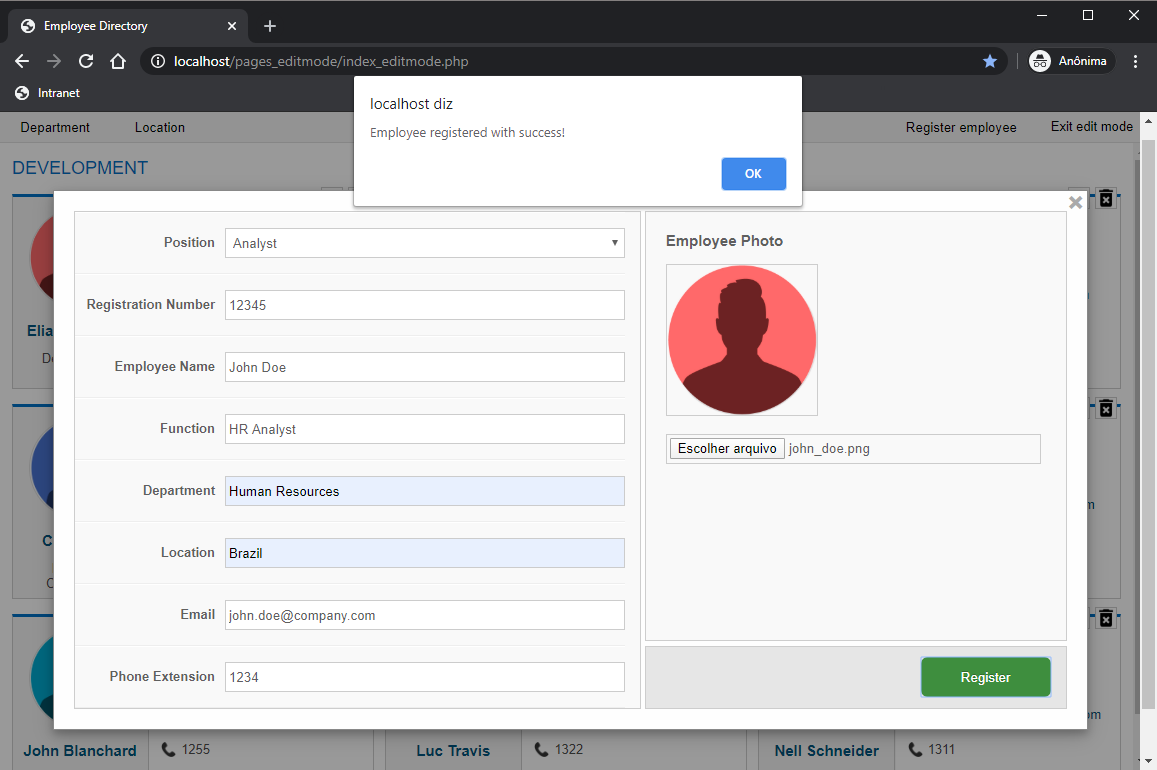 Employee Directory
localhost/pages_editmode/index_editmode.php
Anônima
Intranet
localhost diz
Employee registered with success!
OK
Department
Location
Register employee
Exit edit mode
DEVELOPMENT
Position
Analyst
Registration Number
12345
Employee Name
John Doe
Function
HR Analyst
Department
Human Resources
Location
Brazil
Email
john.doe@company.com
Phone Extension
1234
Employee Photo
Escolher arquivo john_doe.png
Register
John Blanchard
1255
Luc Travis
1322
Nell Schneider
1311